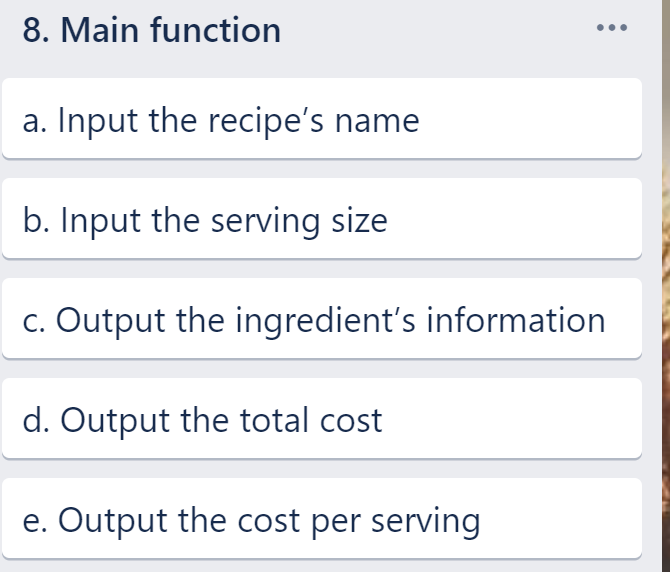 8. Main function
a. Input the recipe’s name
b. Input the serving size
c. Output the ingredient’s information
d. Output the total cost
e. Output the cost per serving